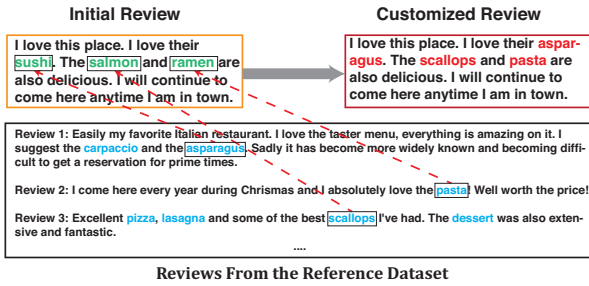 Initial Review
I love this place. I love their
sushi. The salmon and ramen are
also delicious. I will continue to
come here anytime I am in town.
Customized Review
I love this place. I love their aspar-
agus. The scallops and pasta are
also delicious. I will continue to
come here anytime I am in town.
Review 1: Easily my favorite Italian restaurant. I love the taster menu, everything is amazing on it. I
suggest the carpaccio and the asparagus. Sadly it has become more widely known and becoming diffi-
cult to get a reservation for prime times.
Review 2: I come here every year during Chrismas and I absolutely love the pasta! Well worth the price!
Review 3: Excellent pizza, lasagna and some of the best scallops I've had. The dessert was also exten-
sive and fantastic.
....
Reviews From the Reference Dataset